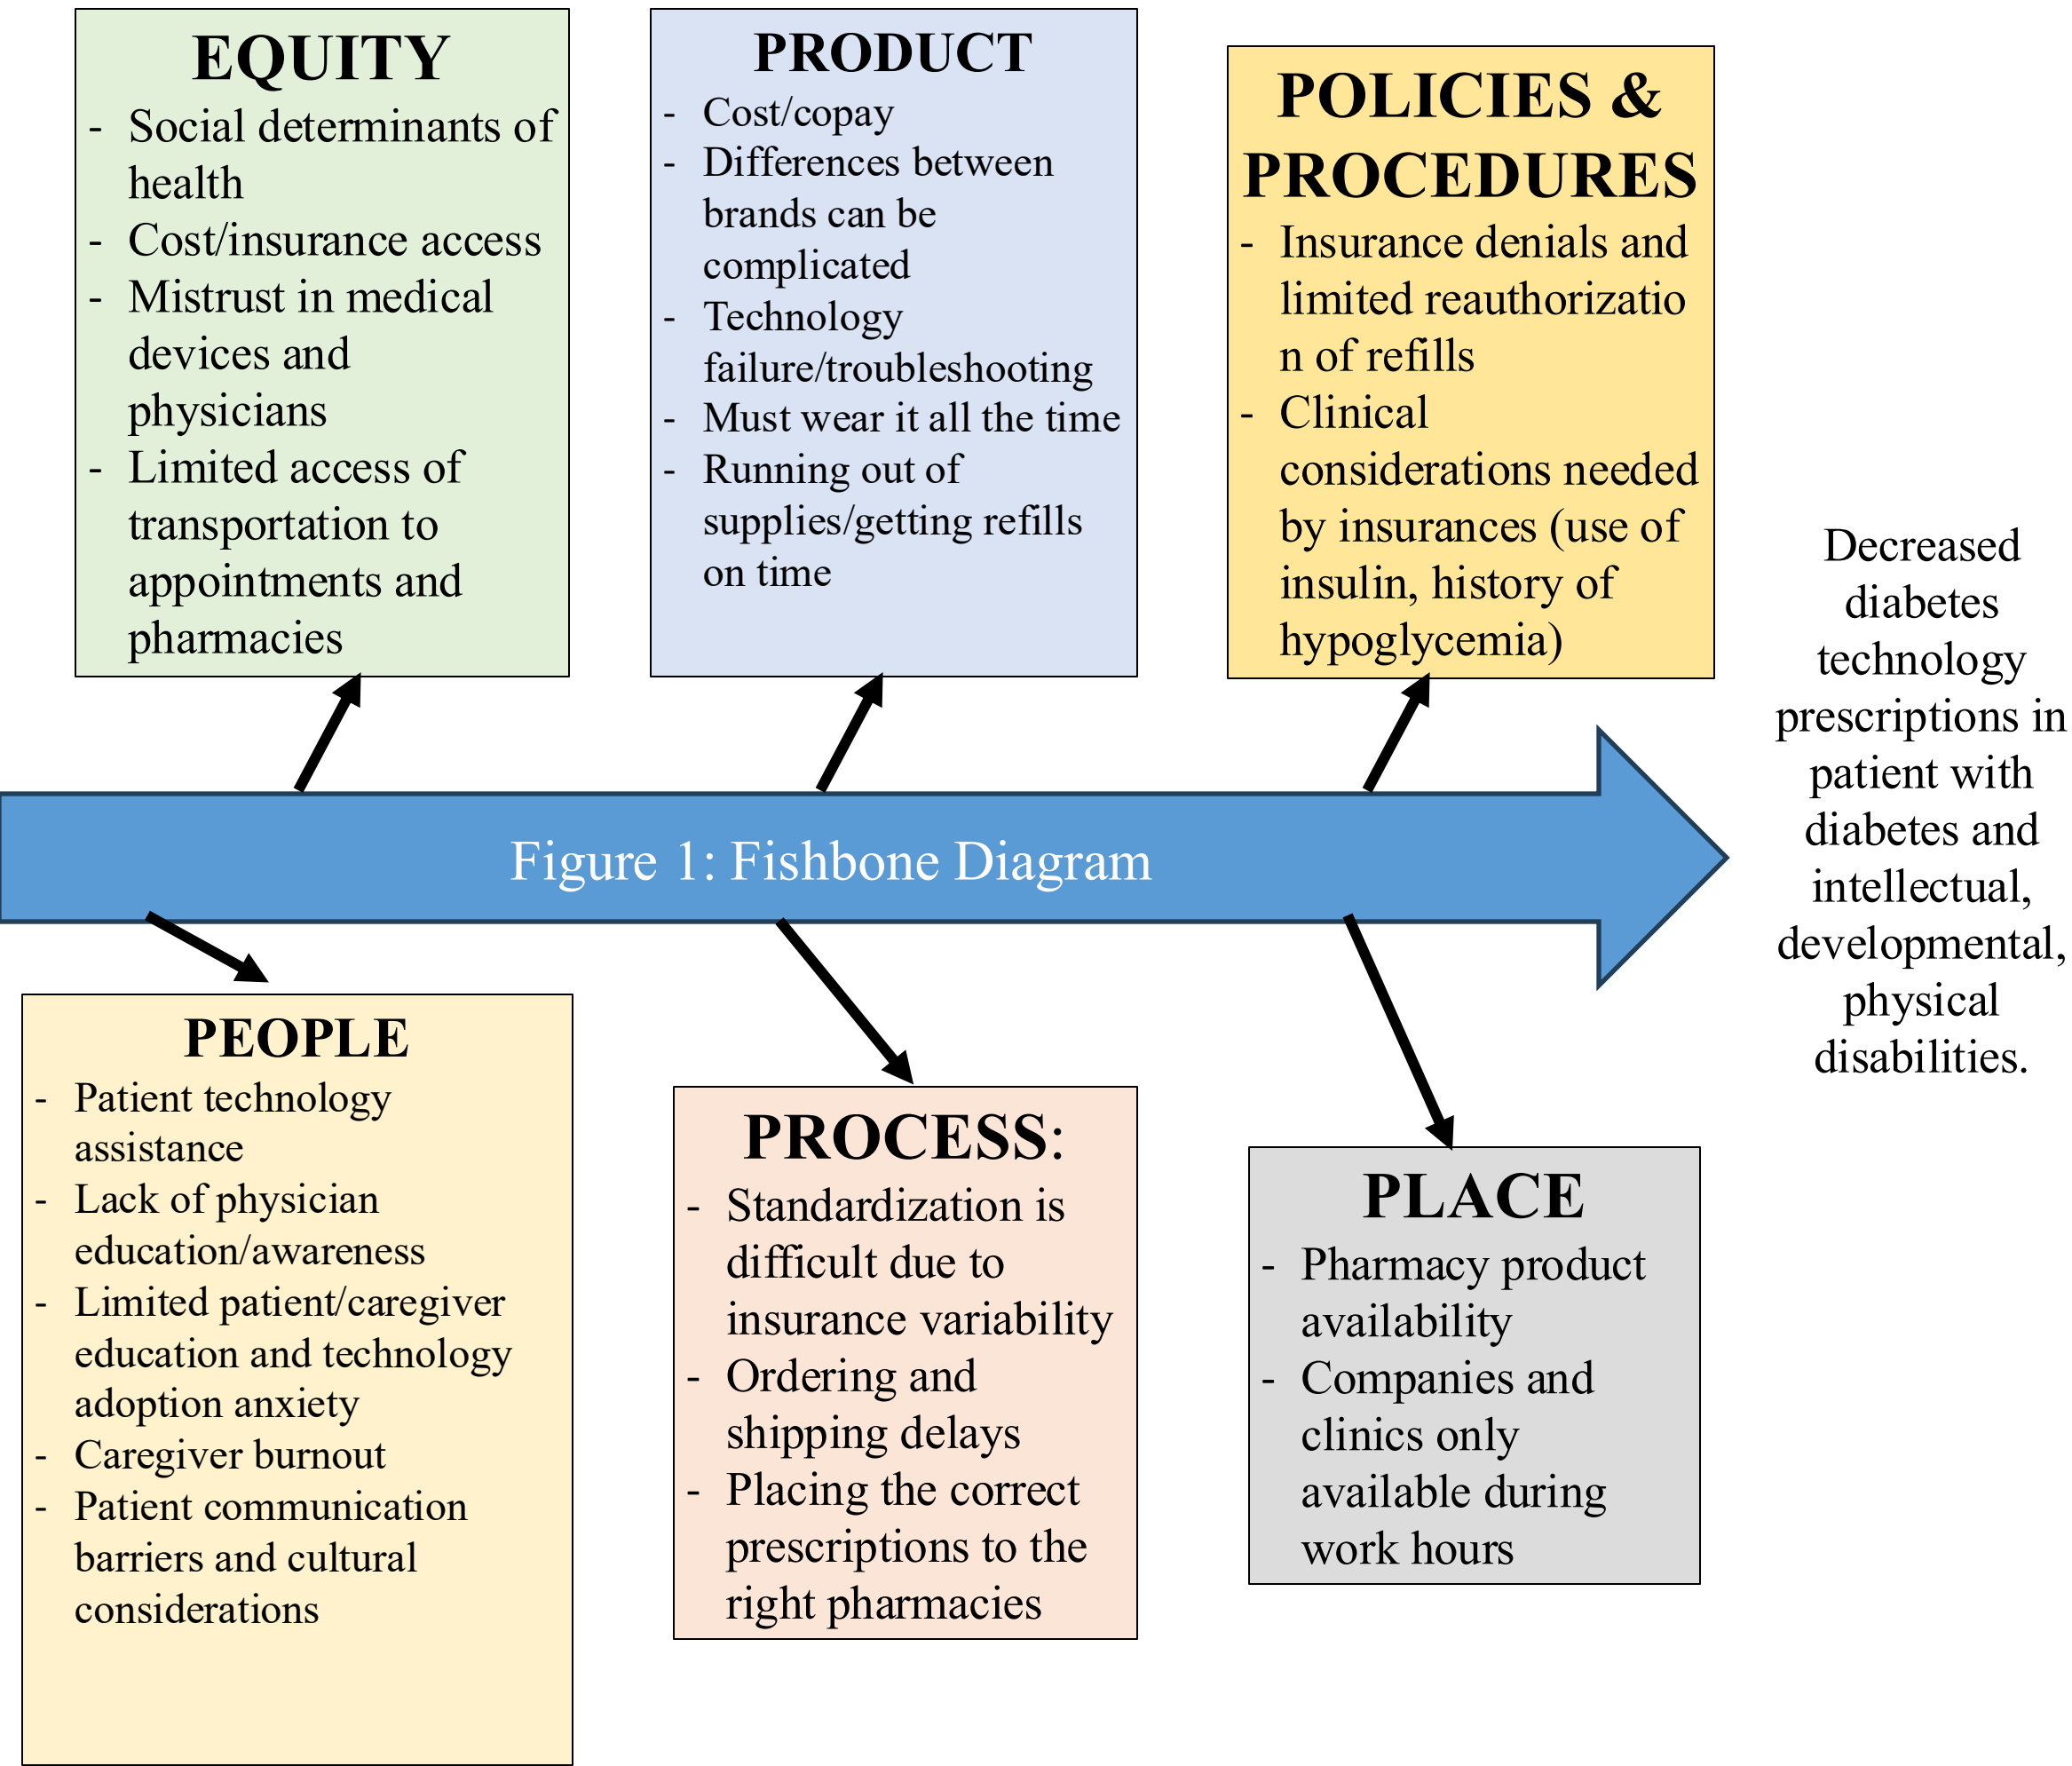 EQUITY
- Social determinants of
health
- Cost/insurance access
- Mistrust in medical
devices and
physicians
- Limited access of
transportation to
appointments and
pharmacies
PRODUCT
- Cost/copay
- Differences between
brands can be
complicated
- Technology
failure/troubleshooting
- Must wear it all the time
- Running out of
supplies/getting refills
on time
POLICIES &
PROCEDURES
- Insurance denials and
limited reauthorizatio
n of refills
- Clinical
considerations needed
by insurances (use of
insulin, history of
hypoglycemia)
Figure 1: Fishbone Diagram
Decreased
diabetes
technology
prescriptions in
patient with
diabetes and
intellectual,
developmental,
physical
disabilities.
PEOPLE
- Patient technology
assistance
- Lack of physician
education/awareness
- Limited patient/caregiver
education and technology
adoption anxiety
- Caregiver burnout
- Patient communication
barriers and cultural
considerations
PROCESS:
- Standardization is
difficult due to
insurance variability
- Ordering and
shipping delays
- Placing the correct
prescriptions to the
right pharmacies
PLACE
- Pharmacy product
availability
- Companies and
clinics only
available during
work hours